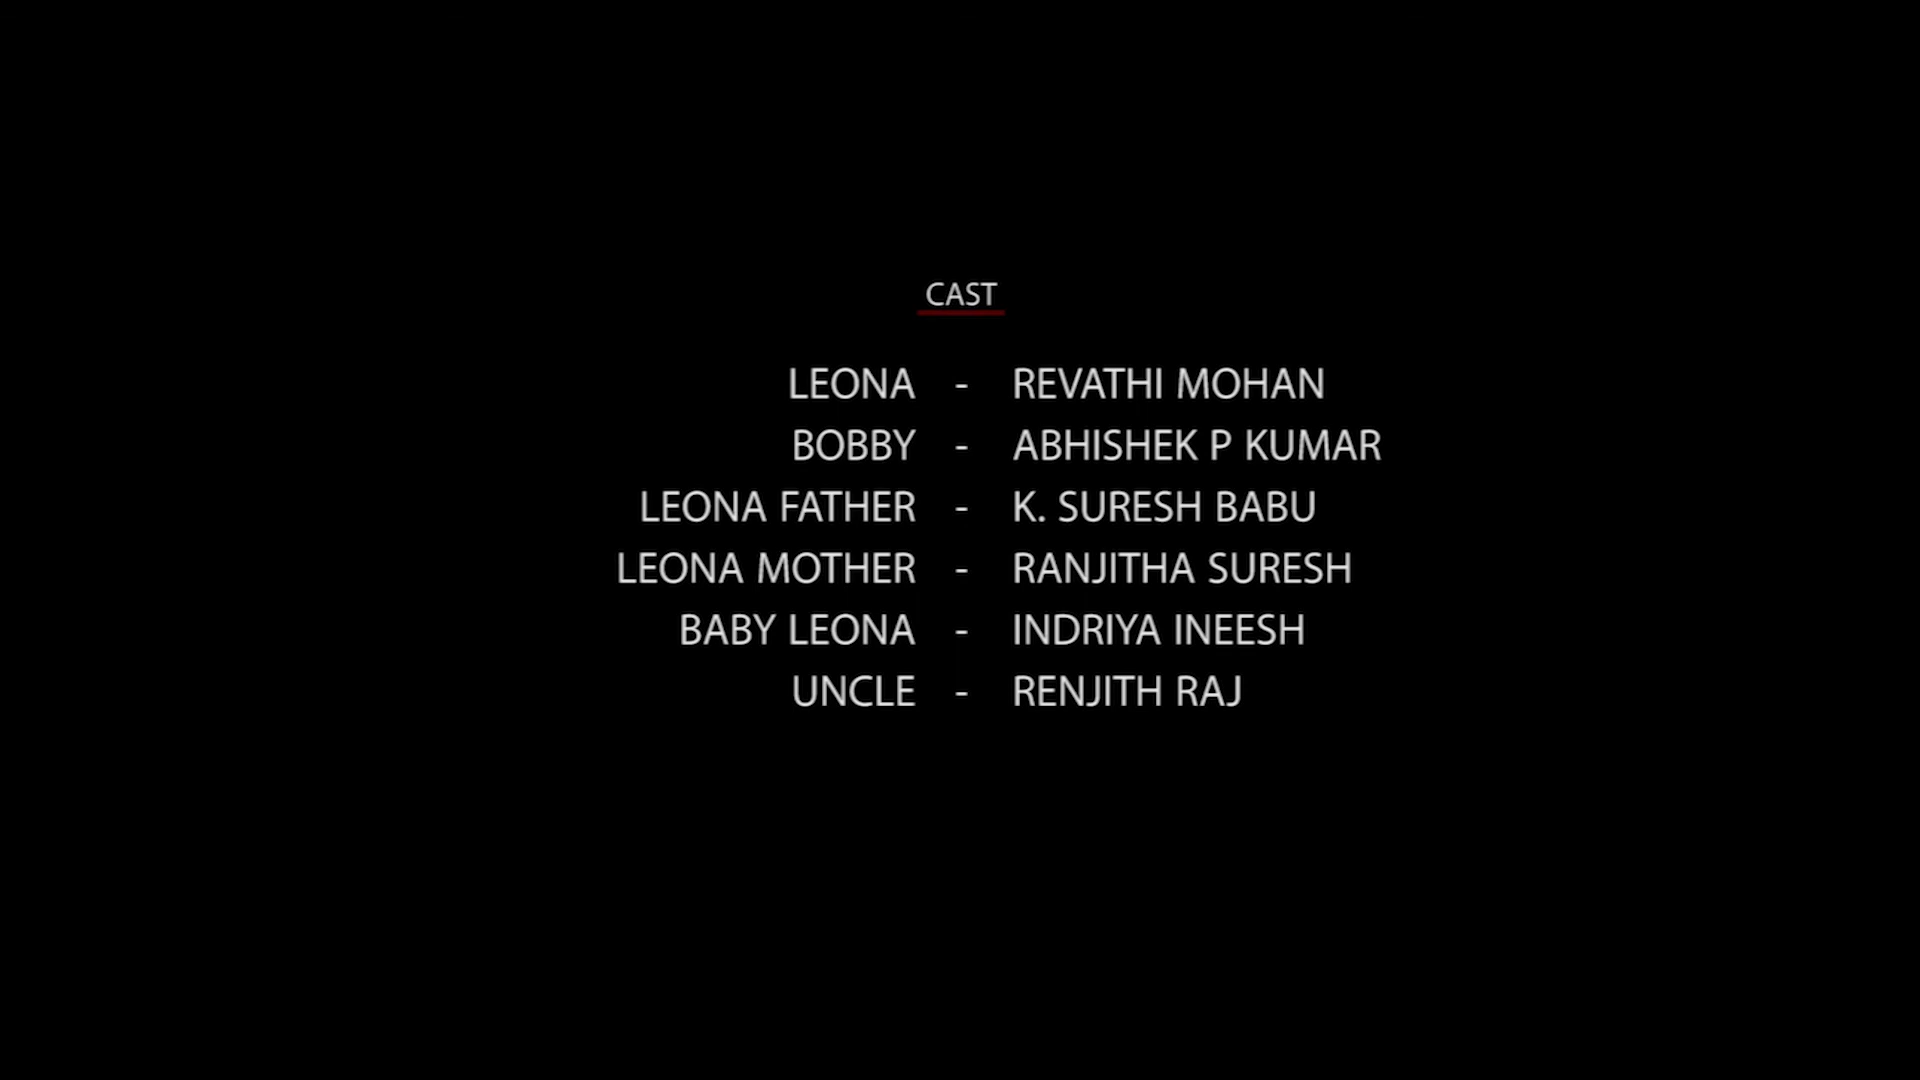 CAST
LEONA - REVATHI MOHAN
BOBBY - ABHISHEK P KUMAR
LEONA FATHER - K. SURESH BABU
LEONA MOTHER - RANJITHA SURESH
BABY LEONA - INDRIYA INEESH
UNCLE - RENJITH RAJ